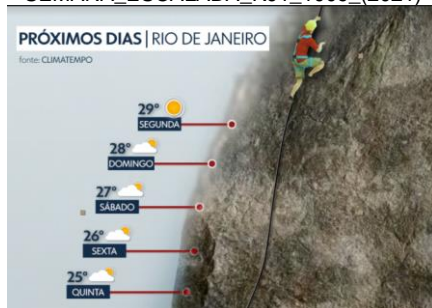 PRÓXIMOS DIAS | RIO DE JANEIRO
fonte: CLIMATEMPO
29°
SEGUNDA
28°
DOMINGO
27°
SÁBADO
26°
SEXTA
25°
QUINTA